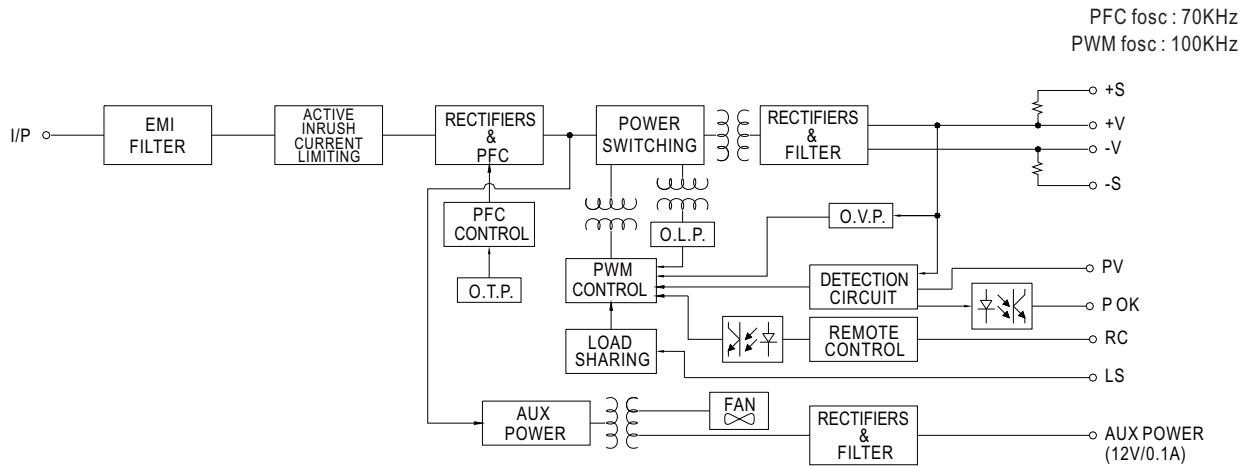 PFC fosc : 70KHz
PWM fosc : 100KHz
I/P
EMI
FILTER
ACTIVE
INRUSH
CURRENT
LIMITING
RECTIFIERS
&
PFC
POWER
SWITCHING
RECTIFIERS
&
FILTER
+S
+V
-V
-S
PFC
CONTROL
O.L.P.
O.V.P.
O.T.P.
PWM
CONTROL
DETECTION
CIRCUIT
PV
P OK
LOAD
SHARING
REMOTE
CONTROL
RC
LS
AUX
POWER
FAN
RECTIFIERS
&
FILTER
AUX POWER
(12V/0.1A)